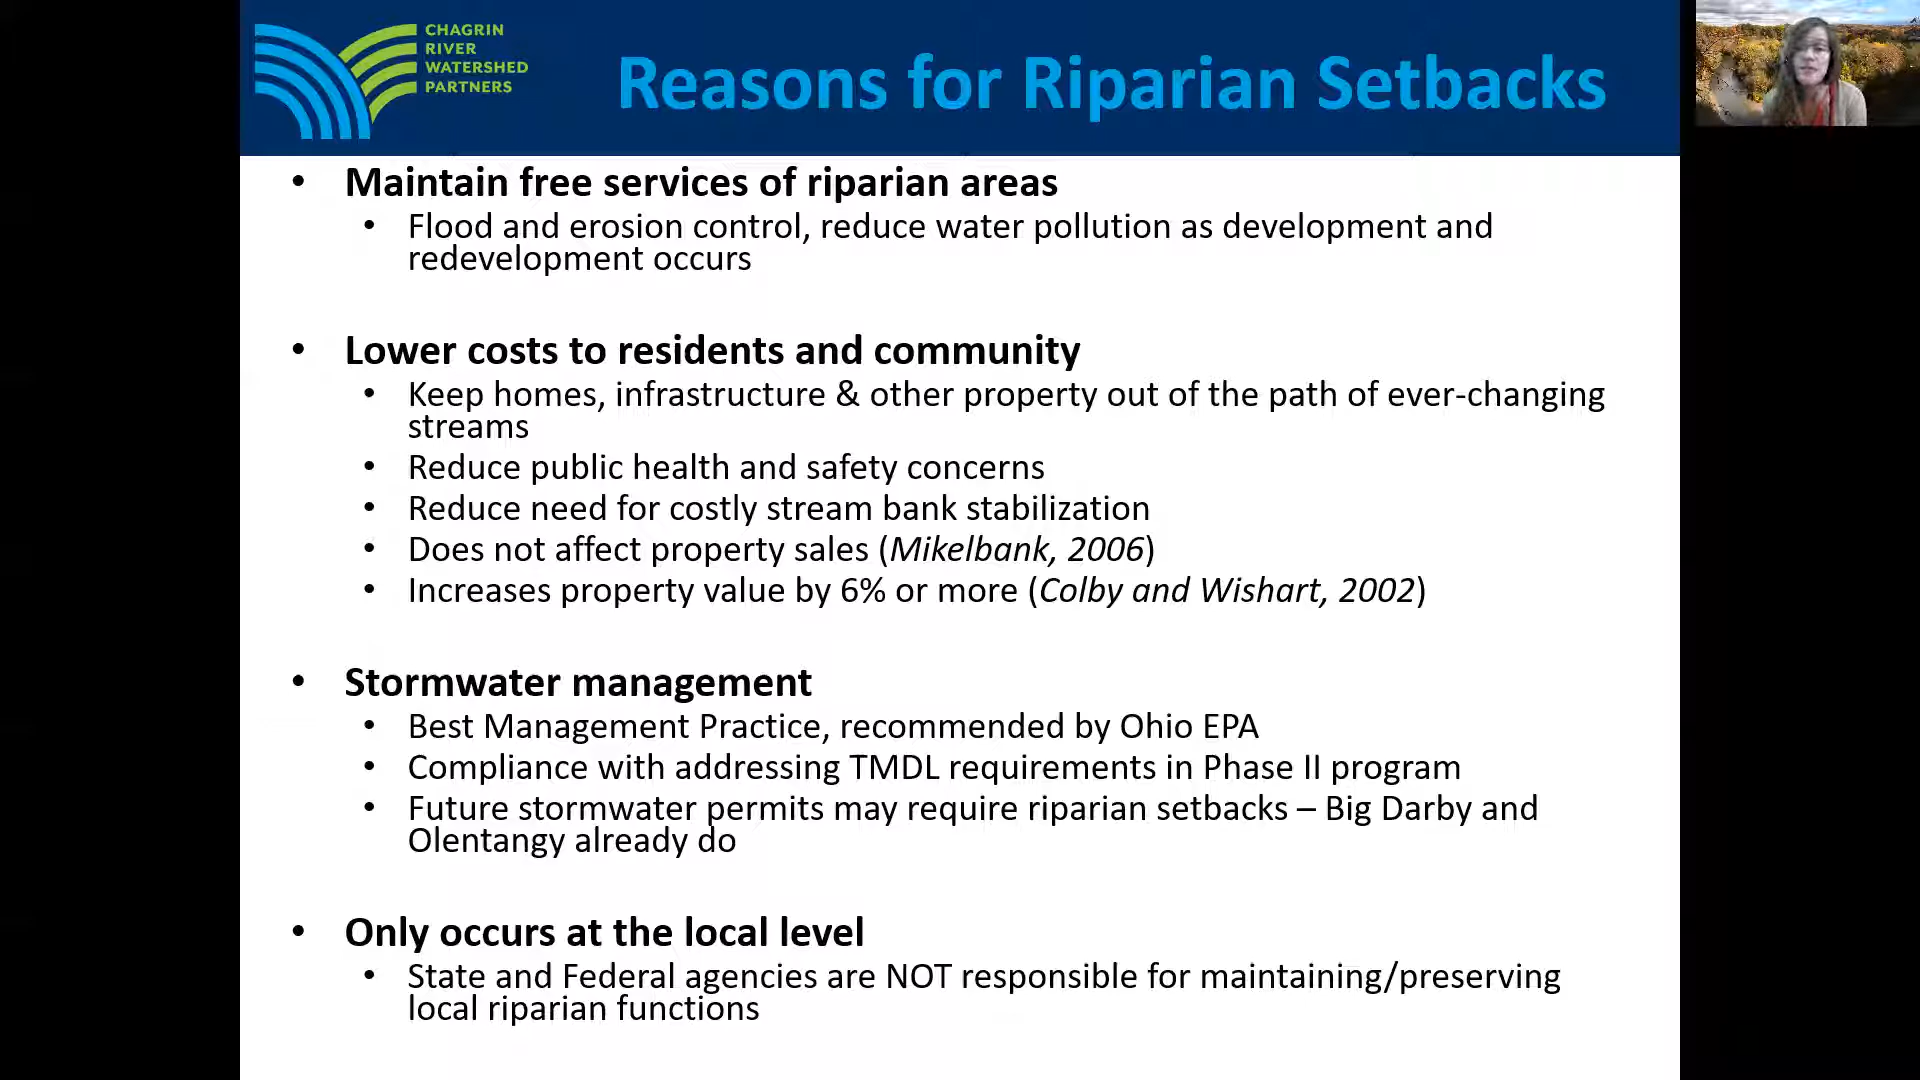 CHAGRIN
RIVER
WATERSHED
PARTNERS
Reasons for Riparian Setbacks
• Maintain free services of riparian areas
• Flood and erosion control, reduce water pollution as development and
redevelopment occurs
• Lower costs to residents and community
• Keep homes, infrastructure & other property out of the path of ever-changing
streams
• Reduce public health and safety concerns
• Reduce need for costly stream bank stabilization
• Does not affect property sales (Mikelbank, 2006)
• Increases property value by 6% or more (Colby and Wishart, 2002)
• Stormwater management
• Best Management Practice, recommended by Ohio EPA
• Compliance with addressing TMDL requirements in Phase II program
• Future stormwater permits may require riparian setbacks – Big Darby and
Olentangy already do
• Only occurs at the local level
• State and Federal agencies are NOT responsible for maintaining/preserving
local riparian functions